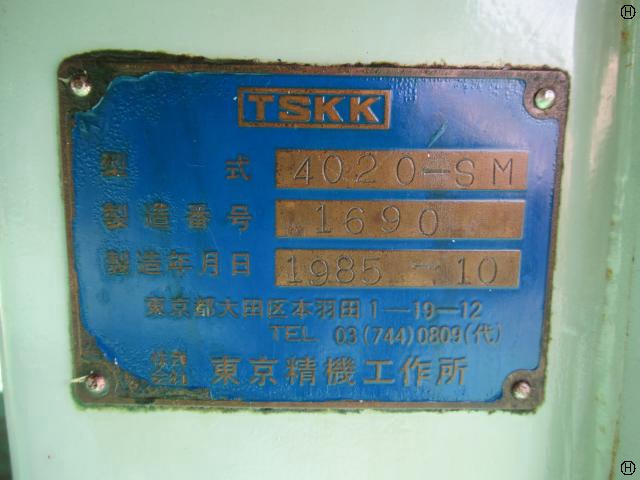 TSKK
型式 4020-SM
製造番号 1690
製造年月日 1985-10
東京都大田区本羽田1-19-12
TEL 03(744)0809(代)
株式会社 東京精機工作所
H
H